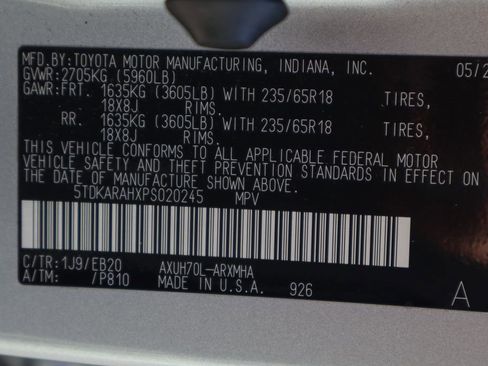 MFD.BY:TOYOTA MOTOR MANUFACTURING, INDIANA, INC. 05/2
GVWR:2705KG (5960LB)
GAWR:FRT. 1635KG (3605LB) WITH 235/65R18 TIRES,
18X8J RIMS.
RR. 1635KG (3605LB) WITH 235/65R18 TIRES,
18X8J RIMS.
THIS VEHICLE CONFORMS TO ALL APPLICABLE FEDERAL MOTOR
VEHICLE SAFETY AND THEFT PREVENTION STANDARDS IN EFFECT ON
THE DATE OF MANUFACTURE SHOWN ABOVE.
5TDKARAHXPS020245 MPV
C/TR:1J9/EB20 AXUH70L-ARXMHA
A/TM: /P810 MADE IN U.S.A. 926 A